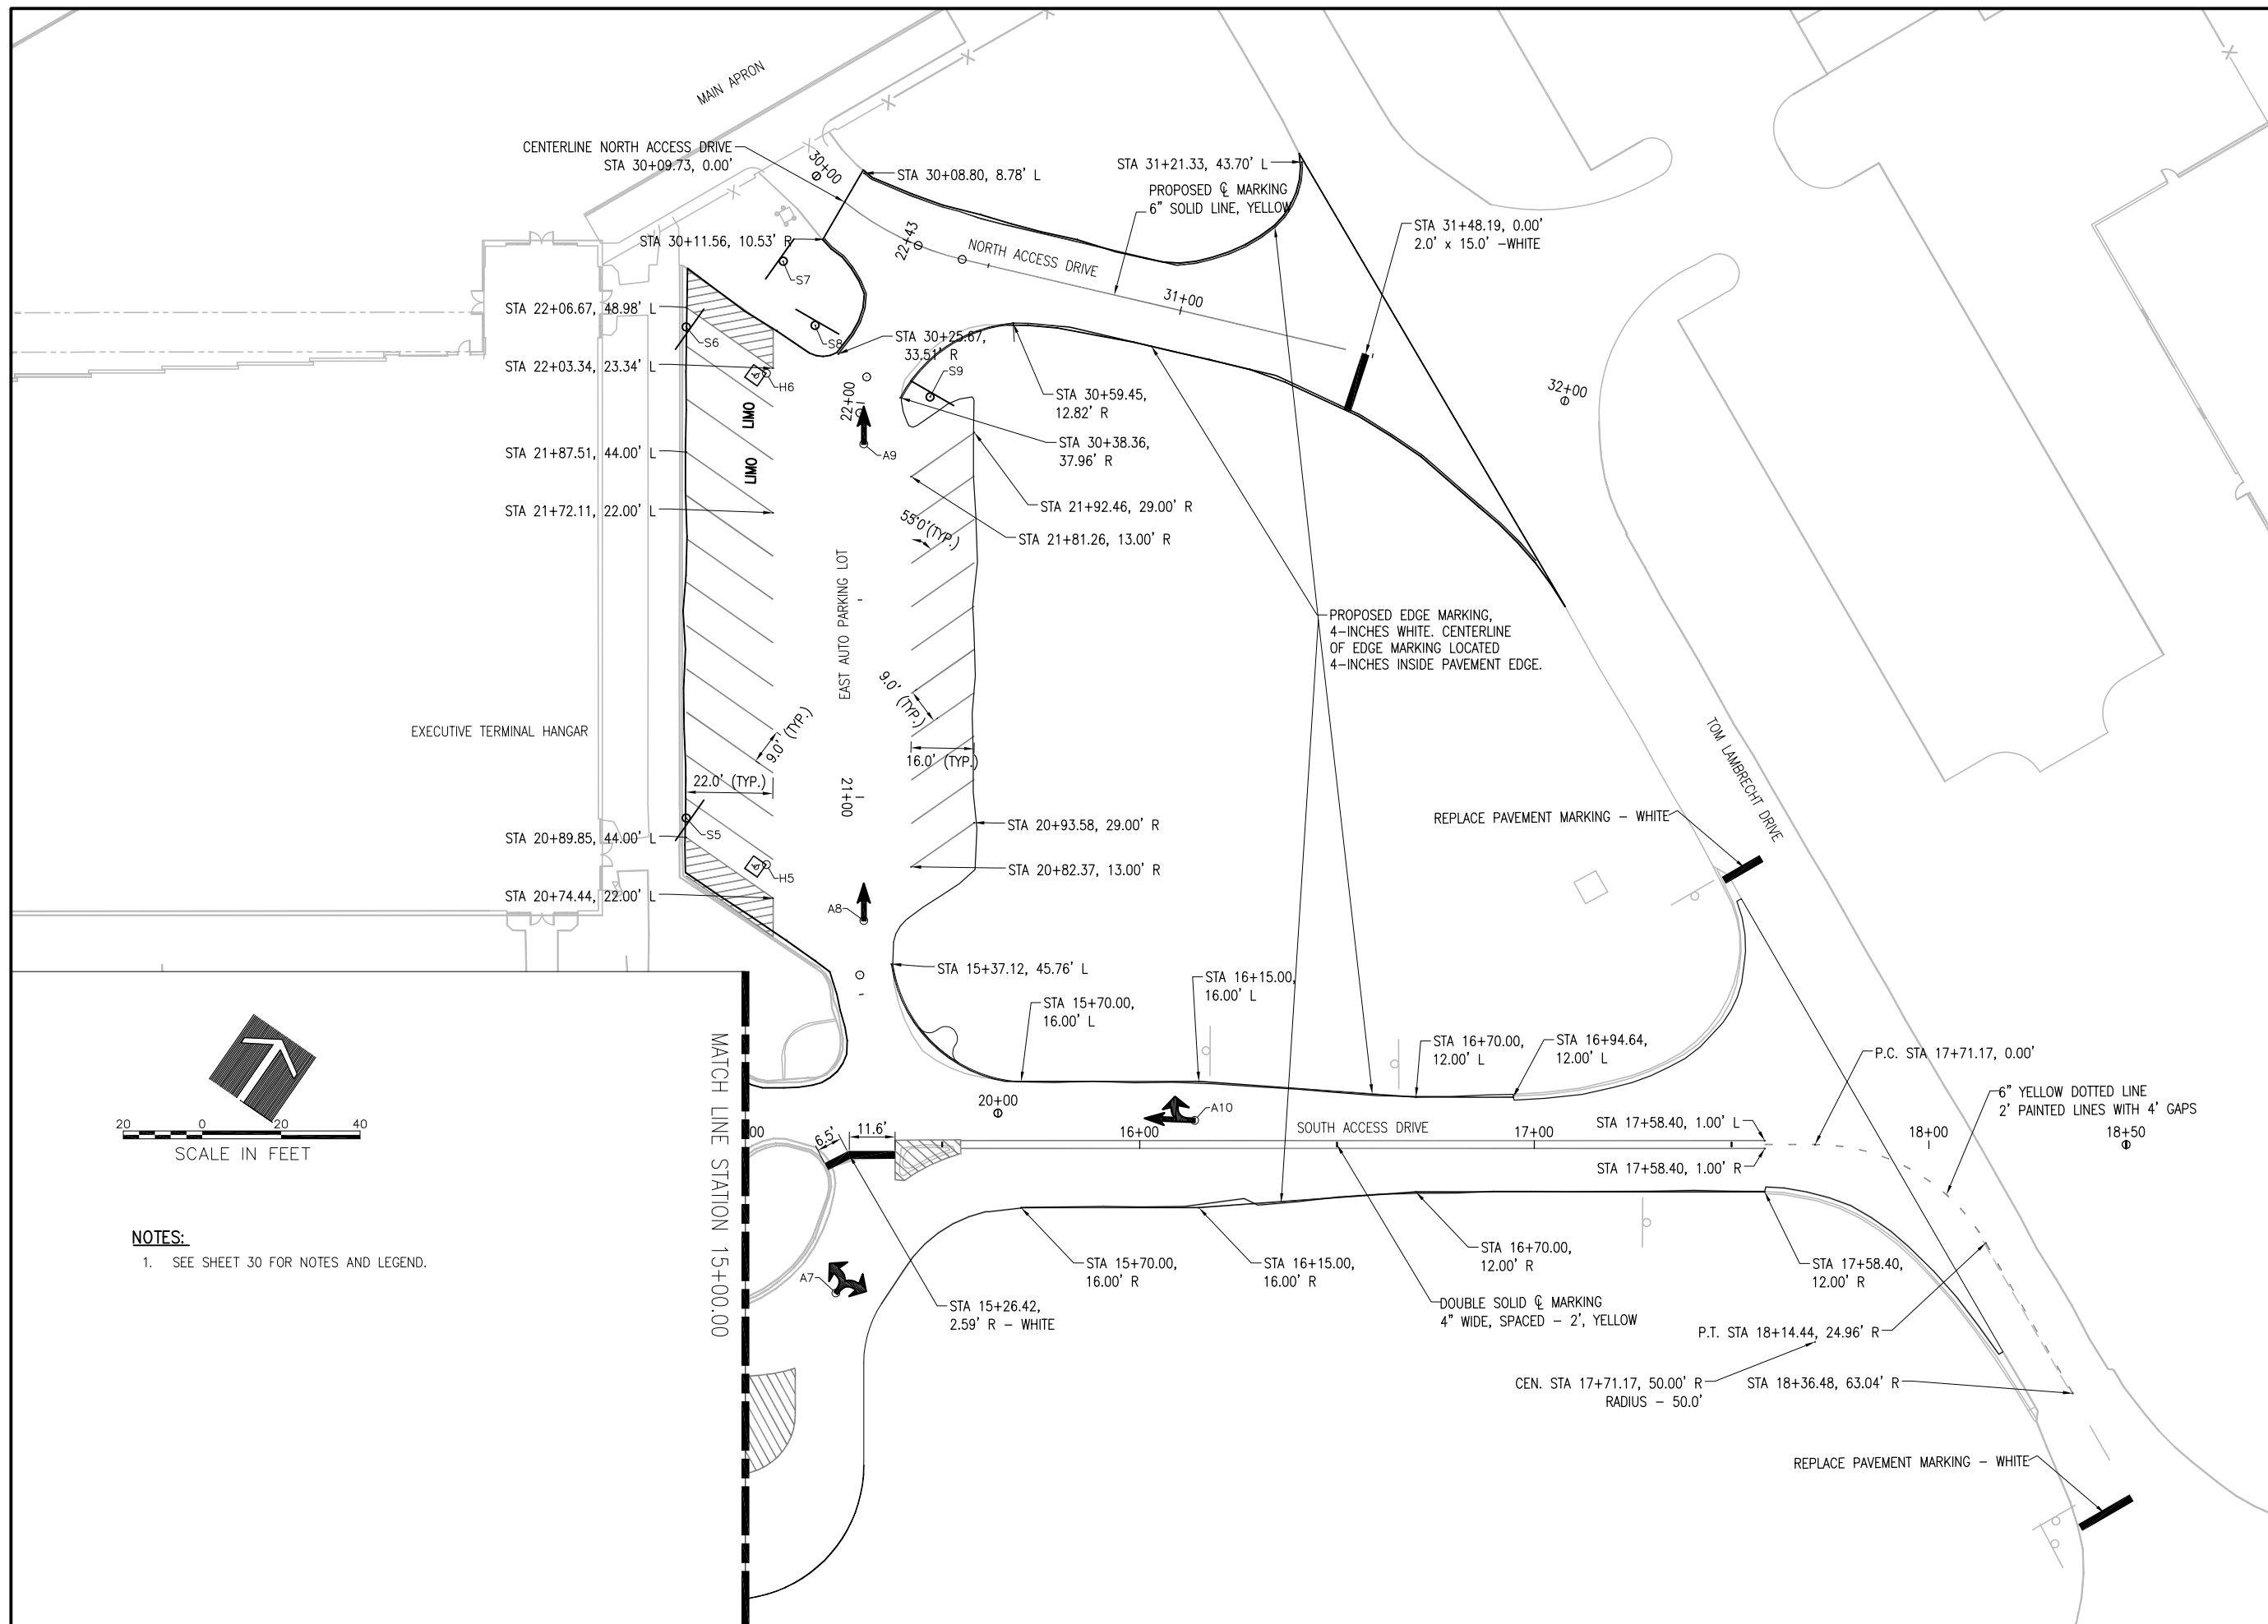 MAIN APRON
CENTERLINE NORTH ACCESS DRIVE
STA 30+09.73, 0.00'
30+00
STA 30+08.80, 8.78' L
STA 31+21.33, 43.70' L
PROPOSED ℄ MARKING
6" SOLID LINE, YELLOW
STA 31+48.19, 0.00'
2.0' x 15.0' -WHITE
STA 30+11.56, 10.53' R
22+43
NORTH ACCESS DRIVE
S7
31+00
STA 22+06.67, 48.98' L
S6
S8
STA 30+25.67,
33.51' R
STA 22+03.34, 23.34' L
H6
S9
22+00
LIMO
LIMO
STA 30+59.45,
12.82' R
32+00
STA 30+38.36,
37.96' R
A9
STA 21+87.51, 44.00' L
STA 21+72.11, 22.00' L
STA 21+92.46, 29.00' R
55.0'(TYP.)
STA 21+81.26, 13.00' R
EAST AUTO PARKING LOT
PROPOSED EDGE MARKING,
4-INCHES WHITE. CENTERLINE
OF EDGE MARKING LOCATED
4-INCHES INSIDE PAVEMENT EDGE.
9.0' (TYP.)
EXECUTIVE TERMINAL HANGAR
9.0' (TYP.)
16.0' (TYP.)
22.0' (TYP.)
21+00
TOM LAMBRECHT DRIVE
REPLACE PAVEMENT MARKING - WHITE
STA 20+93.58, 29.00' R
S5
STA 20+89.85, 44.00' L
STA 20+82.37, 13.00' R
H5
STA 20+74.44, 22.00' L
A8
STA 15+37.12, 45.76' L
STA 16+15.00,
16.00' L
STA 15+70.00,
16.00' L
STA 16+70.00,
12.00' L
STA 16+94.64,
12.00' L
P.C. STA 17+71.17, 0.00'
6" YELLOW DOTTED LINE
2' PAINTED LINES WITH 4' GAPS
MATCH LINE STATION 15+00.00
20+00
A10
00
6.5'
11.6'
16+00
SOUTH ACCESS DRIVE
17+00
STA 17+58.40, 1.00' L
18+00
18+50
STA 17+58.40, 1.00' R
20 0 20 40
SCALE IN FEET
NOTES:
1. SEE SHEET 30 FOR NOTES AND LEGEND.
A7
STA 15+26.42,
2.59' R - WHITE
STA 15+70.00,
16.00' R
STA 16+15.00,
16.00' R
STA 16+70.00,
12.00' R
STA 17+58.40,
12.00' R
DOUBLE SOLID ℄ MARKING
4" WIDE, SPACED - 2', YELLOW
P.T. STA 18+14.44, 24.96' R
CEN. STA 17+71.17, 50.00' R
RADIUS - 50.0'
STA 18+36.48, 63.04' R
REPLACE PAVEMENT MARKING - WHITE